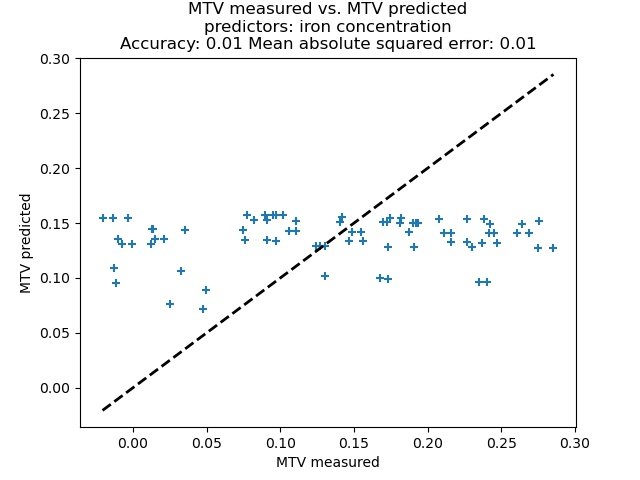 MTV measured vs. MTV predicted
predictors: iron concentration
Accuracy: 0.01 Mean absolute squared error: 0.01
0.30
0.25
0.20
0.15
0.10
0.05
0.00
MTV predicted
0.00 0.05 0.10 0.15 0.20 0.25 0.30
MTV measured